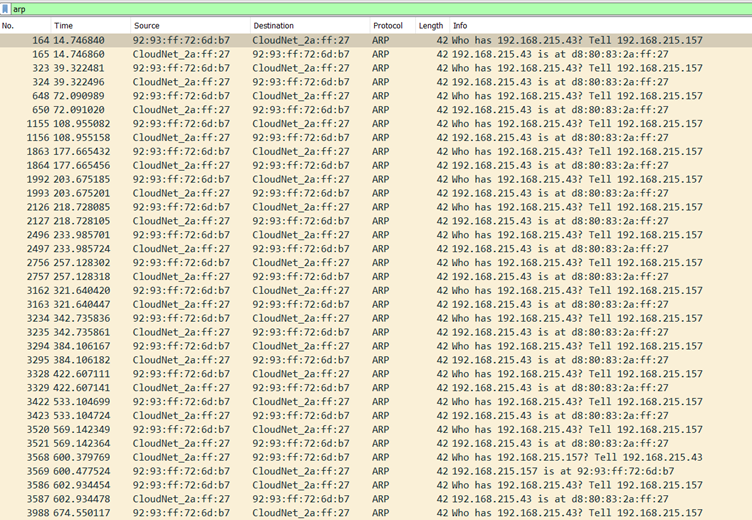 arp
No. Time Source Destination Protocol Length Info
164 14.746840 92:93:ff:72:6d:b7 CloudNet_2a:ff:27 ARP 42 Who has 192.168.215.43? Tell 192.168.215.157
165 14.746860 CloudNet_2a:ff:27 92:93:ff:72:6d:b7 ARP 42 192.168.215.43 is at d8:80:83:2a:ff:27
323 39.322481 92:93:ff:72:6d:b7 CloudNet_2a:ff:27 ARP 42 Who has 192.168.215.43? Tell 192.168.215.157
324 39.322496 CloudNet_2a:ff:27 92:93:ff:72:6d:b7 ARP 42 192.168.215.43 is at d8:80:83:2a:ff:27
648 72.090989 92:93:ff:72:6d:b7 CloudNet_2a:ff:27 ARP 42 Who has 192.168.215.43? Tell 192.168.215.157
650 72.091020 CloudNet_2a:ff:27 92:93:ff:72:6d:b7 ARP 42 192.168.215.43 is at d8:80:83:2a:ff:27
1155 108.955082 92:93:ff:72:6d:b7 CloudNet_2a:ff:27 ARP 42 Who has 192.168.215.43? Tell 192.168.215.157
1156 108.955158 CloudNet_2a:ff:27 92:93:ff:72:6d:b7 ARP 42 192.168.215.43 is at d8:80:83:2a:ff:27
1863 177.665432 92:93:ff:72:6d:b7 CloudNet_2a:ff:27 ARP 42 Who has 192.168.215.43? Tell 192.168.215.157
1864 177.665456 CloudNet_2a:ff:27 92:93:ff:72:6d:b7 ARP 42 192.168.215.43 is at d8:80:83:2a:ff:27
1992 203.675185 92:93:ff:72:6d:b7 CloudNet_2a:ff:27 ARP 42 Who has 192.168.215.43? Tell 192.168.215.157
1993 203.675201 CloudNet_2a:ff:27 92:93:ff:72:6d:b7 ARP 42 192.168.215.43 is at d8:80:83:2a:ff:27
2126 218.728085 92:93:ff:72:6d:b7 CloudNet_2a:ff:27 ARP 42 Who has 192.168.215.43? Tell 192.168.215.157
2127 218.728105 CloudNet_2a:ff:27 92:93:ff:72:6d:b7 ARP 42 192.168.215.43 is at d8:80:83:2a:ff:27
2496 233.985701 92:93:ff:72:6d:b7 CloudNet_2a:ff:27 ARP 42 Who has 192.168.215.43? Tell 192.168.215.157
2497 233.985724 CloudNet_2a:ff:27 92:93:ff:72:6d:b7 ARP 42 192.168.215.43 is at d8:80:83:2a:ff:27
2756 257.128302 92:93:ff:72:6d:b7 CloudNet_2a:ff:27 ARP 42 Who has 192.168.215.43? Tell 192.168.215.157
2757 257.128318 CloudNet_2a:ff:27 92:93:ff:72:6d:b7 ARP 42 192.168.215.43 is at d8:80:83:2a:ff:27
3162 321.640420 92:93:ff:72:6d:b7 CloudNet_2a:ff:27 ARP 42 Who has 192.168.215.43? Tell 192.168.215.157
3163 321.640447 CloudNet_2a:ff:27 92:93:ff:72:6d:b7 ARP 42 192.168.215.43 is at d8:80:83:2a:ff:27
3234 342.735836 92:93:ff:72:6d:b7 CloudNet_2a:ff:27 ARP 42 Who has 192.168.215.43? Tell 192.168.215.157
3235 342.735861 CloudNet_2a:ff:27 92:93:ff:72:6d:b7 ARP 42 192.168.215.43 is at d8:80:83:2a:ff:27
3294 384.106167 92:93:ff:72:6d:b7 CloudNet_2a:ff:27 ARP 42 Who has 192.168.215.43? Tell 192.168.215.157
3295 384.106182 CloudNet_2a:ff:27 92:93:ff:72:6d:b7 ARP 42 192.168.215.43 is at d8:80:83:2a:ff:27
3328 422.607111 92:93:ff:72:6d:b7 CloudNet_2a:ff:27 ARP 42 Who has 192.168.215.43? Tell 192.168.215.157
3329 422.607141 CloudNet_2a:ff:27 92:93:ff:72:6d:b7 ARP 42 192.168.215.43 is at d8:80:83:2a:ff:27
3422 533.104699 92:93:ff:72:6d:b7 CloudNet_2a:ff:27 ARP 42 Who has 192.168.215.43? Tell 192.168.215.157
3423 533.104724 CloudNet_2a:ff:27 92:93:ff:72:6d:b7 ARP 42 192.168.215.43 is at d8:80:83:2a:ff:27
3520 569.142349 92:93:ff:72:6d:b7 CloudNet_2a:ff:27 ARP 42 Who has 192.168.215.43? Tell 192.168.215.157
3521 569.142364 CloudNet_2a:ff:27 92:93:ff:72:6d:b7 ARP 42 192.168.215.43 is at d8:80:83:2a:ff:27
3568 600.379769 CloudNet_2a:ff:27 92:93:ff:72:6d:b7 ARP 42 Who has 192.168.215.157? Tell 192.168.215.43
3569 600.477524 92:93:ff:72:6d:b7 CloudNet_2a:ff:27 ARP 42 192.168.215.157 is at 92:93:ff:72:6d:b7
3586 602.934454 92:93:ff:72:6d:b7 CloudNet_2a:ff:27 ARP 42 Who has 192.168.215.43? Tell 192.168.215.157
3587 602.934478 CloudNet_2a:ff:27 92:93:ff:72:6d:b7 ARP 42 192.168.215.43 is at d8:80:83:2a:ff:27
3988 674.550117 92:93:ff:72:6d:b7 CloudNet_2a:ff:27 ARP 42 Who has 192.168.215.43? Tell 192.168.215.157